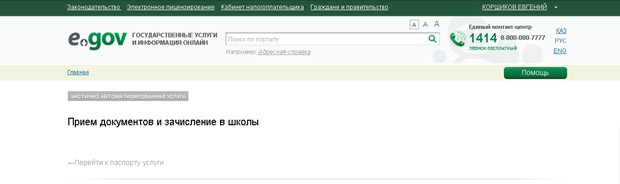 Законодательство Электронное лицензирование Кабинет налогоплательщика Граждане и правительство КОРШИКОВ ЕВГЕНИЙ
A A A
e.gov ГОСУДАРСТВЕННЫЕ УСЛУГИ
И ИНФОРМАЦИЯ ОНЛАЙН
Поиск по порталу
Например: Адресная справка
Единый контакт-центр
1414 8-800-080-7777
ЗВОНОК БЕСПЛАТНЫЙ
ҚАЗ
РУС
ENG
Главная
Помощь
ЧАСТИЧНО АВТОМАТИЗИРОВАННАЯ УСЛУГА
Прием документов и зачисление в школы
←Перейти к паспорту услуги